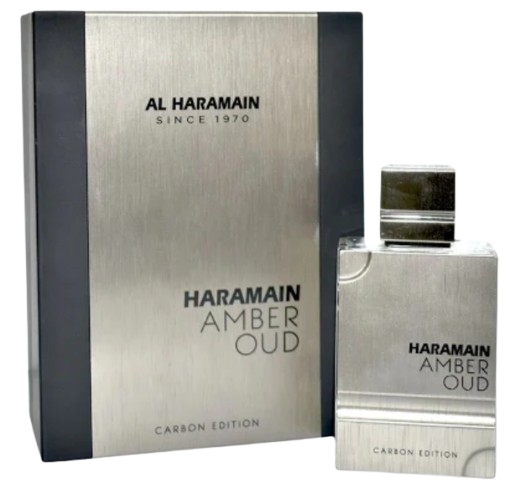 AL HARAMAIN
SINCE 1970
HARAMAIN
AMBER
OUD
CARBON EDITION
HARAMAIN
AMBER
OUD
CARBON EDITION